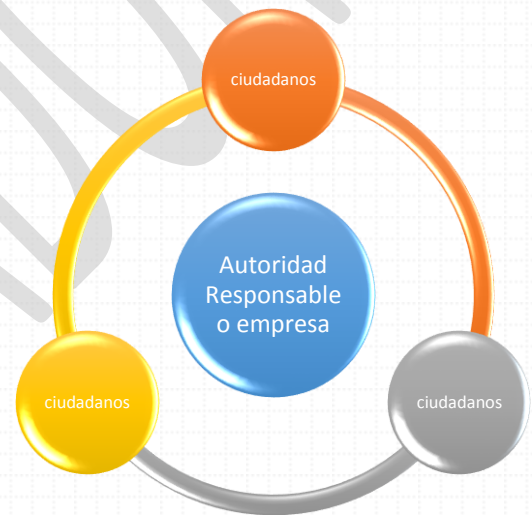 ciudadanos
Autoridad
Responsable
o empresa
ciudadanos
ciudadanos